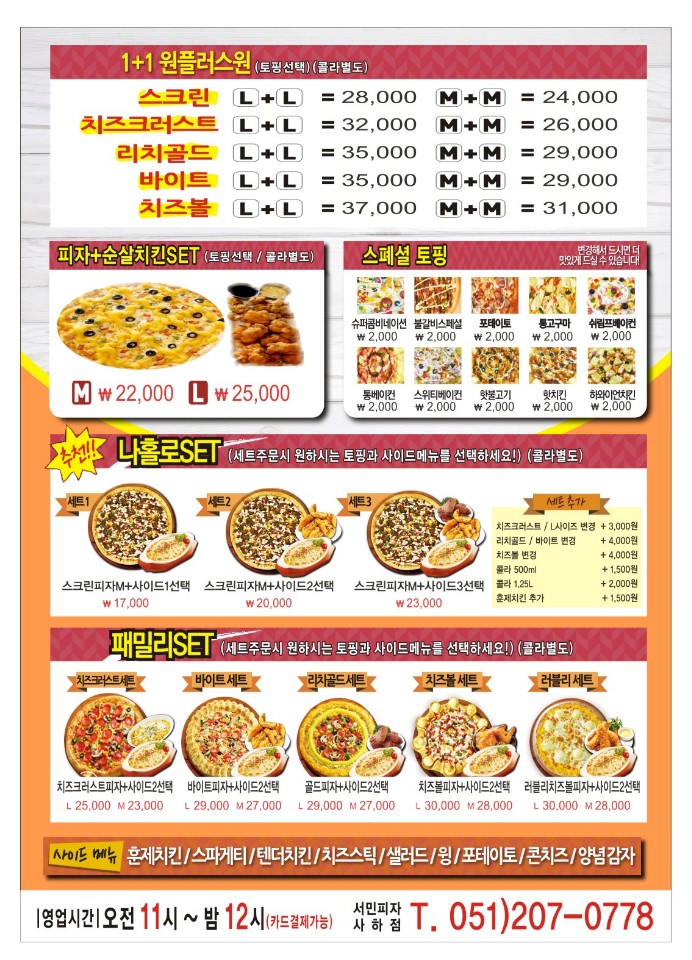 1+1 원플러스원 (토핑선택)(콜라별도)
스크린 L+L = 28,000 M+M = 24,000
치즈크러스트 L+L = 32,000 M+M = 26,000
리치골드 L+L = 35,000 M+M = 29,000
바이트 L+L = 35,000 M+M = 29,000
치즈볼 L+L = 37,000 M+M = 31,000
피자+순살치킨SET (토핑선택 / 콜라별도)
M ₩22,000 L ₩25,000
스폐셜 토핑
변경해서 드시면 더
맛있게 드실 수 있습니다!
슈퍼콤비네이션 불갈비스페셜 포테이토 통고구마 쉬림프베이컨
₩ 2,000 ₩ 2,000 ₩ 2,000 ₩ 2,000 ₩ 2,000
통베이컨 스위티베이컨 핫불고기 핫치킨 하와이언치킨
₩ 2,000 ₩ 2,000 ₩ 2,000 ₩ 2,000 ₩ 2,000
추천!! 나홀로SET (세트주문시 원하시는 토핑과 사이드메뉴를 선택하세요!) (콜라별도)
세트1 세트2 세트3
스크린피자M+사이드1선택 스크린피자M+사이드2선택 스크린피자M+사이드3선택
₩ 17,000 ₩ 20,000 ₩ 23,000
세트 추가
치즈크러스트 / L사이즈 변경 + 3,000원
리치골드 / 바이트 변경 + 4,000원
치즈볼 변경 + 4,000원
콜라 500ml + 1,500원
콜라 1,25L + 2,000원
훈제치킨 추가 + 1,500원
패밀리SET (세트주문시 원하시는 토핑과 사이드메뉴를 선택하세요!) (콜라별도)
치즈크러스트세트 바이트 세트 리치골드 세트 치즈볼 세트 러블리 세트
치즈크러스트피자+사이드2선택 바이트피자+사이드2선택 골드피자+사이드2선택 치즈볼피자+사이드2선택 러블리치즈볼피자+사이드2선택
L 25,000 M 23,000 L 29,000 M 27,000 L 29,000 M 27,000 L 30,000 M 28,000 L 30,000 M 28,000
사이드 메뉴 훈제치킨/스파게티/텐더치킨/치즈스틱/샐러드/윙/포테이토/콘치즈/양념감자
|영업시간| 오전 11시 ~ 밤 12시(카드결제가능)
서민피자
사하점
T. 051)207-0778